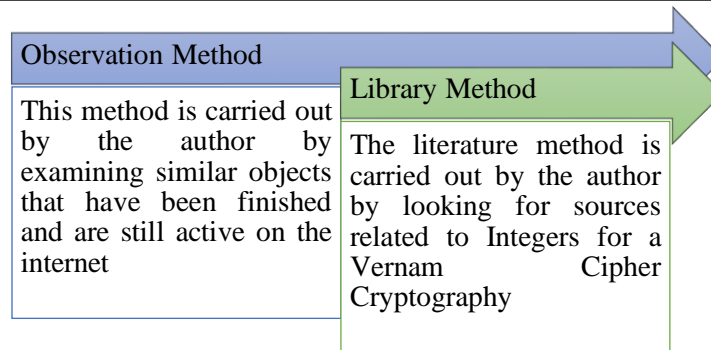 Observation Method
This method is carried out
by the author by
examining similar objects
that have been finished
and are still active on the
internet
Library Method
The literature method is
carried out by the author
by looking for sources
related to Integers for a
Vernam Cipher
Cryptography